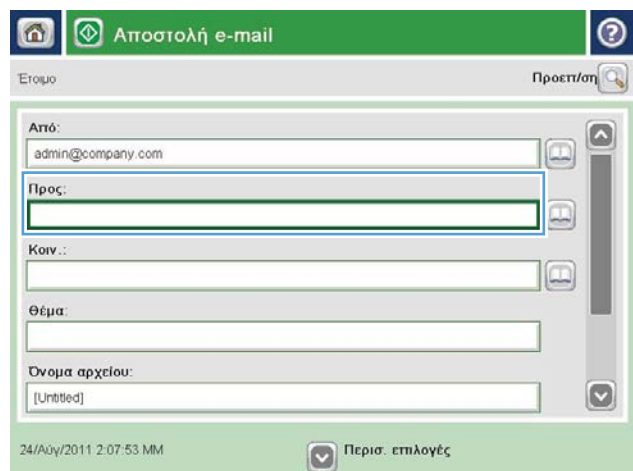 Αποστολή e-mail
?
Έτοιμο
Προεπ/ση
Από:
admin@company.com
Προς:
Κοιν.:
Θέμα:
Όνομα αρχείου:
[Untitled]
24/Αύγ/2011 2:07:53 MM
Περισ. επιλογές